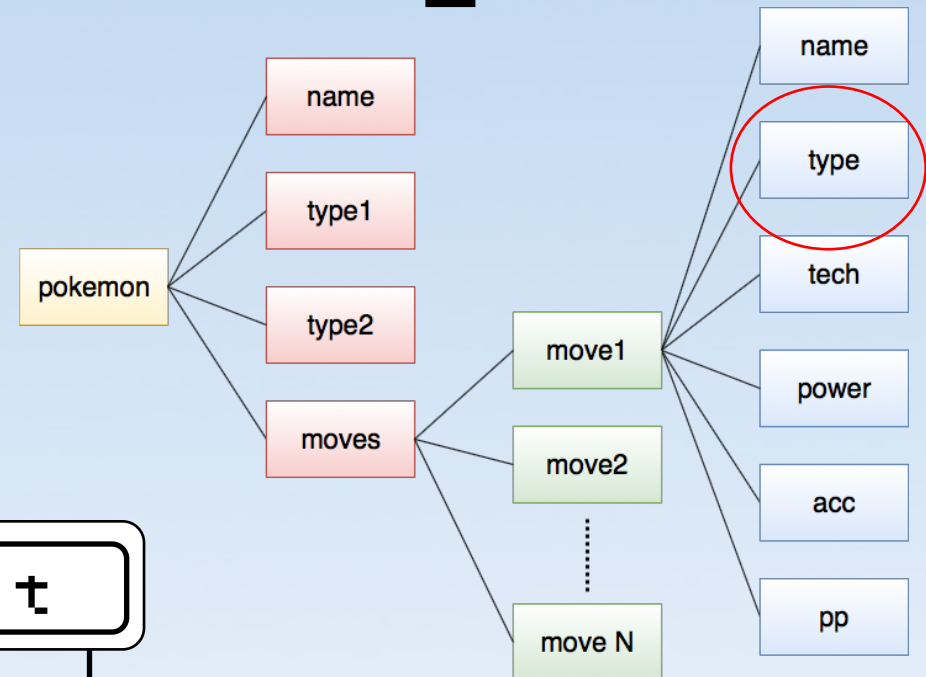 pokemon
name
type1
type2
moves
move1
move2
move N
name
type
tech
power
acc
pp
t